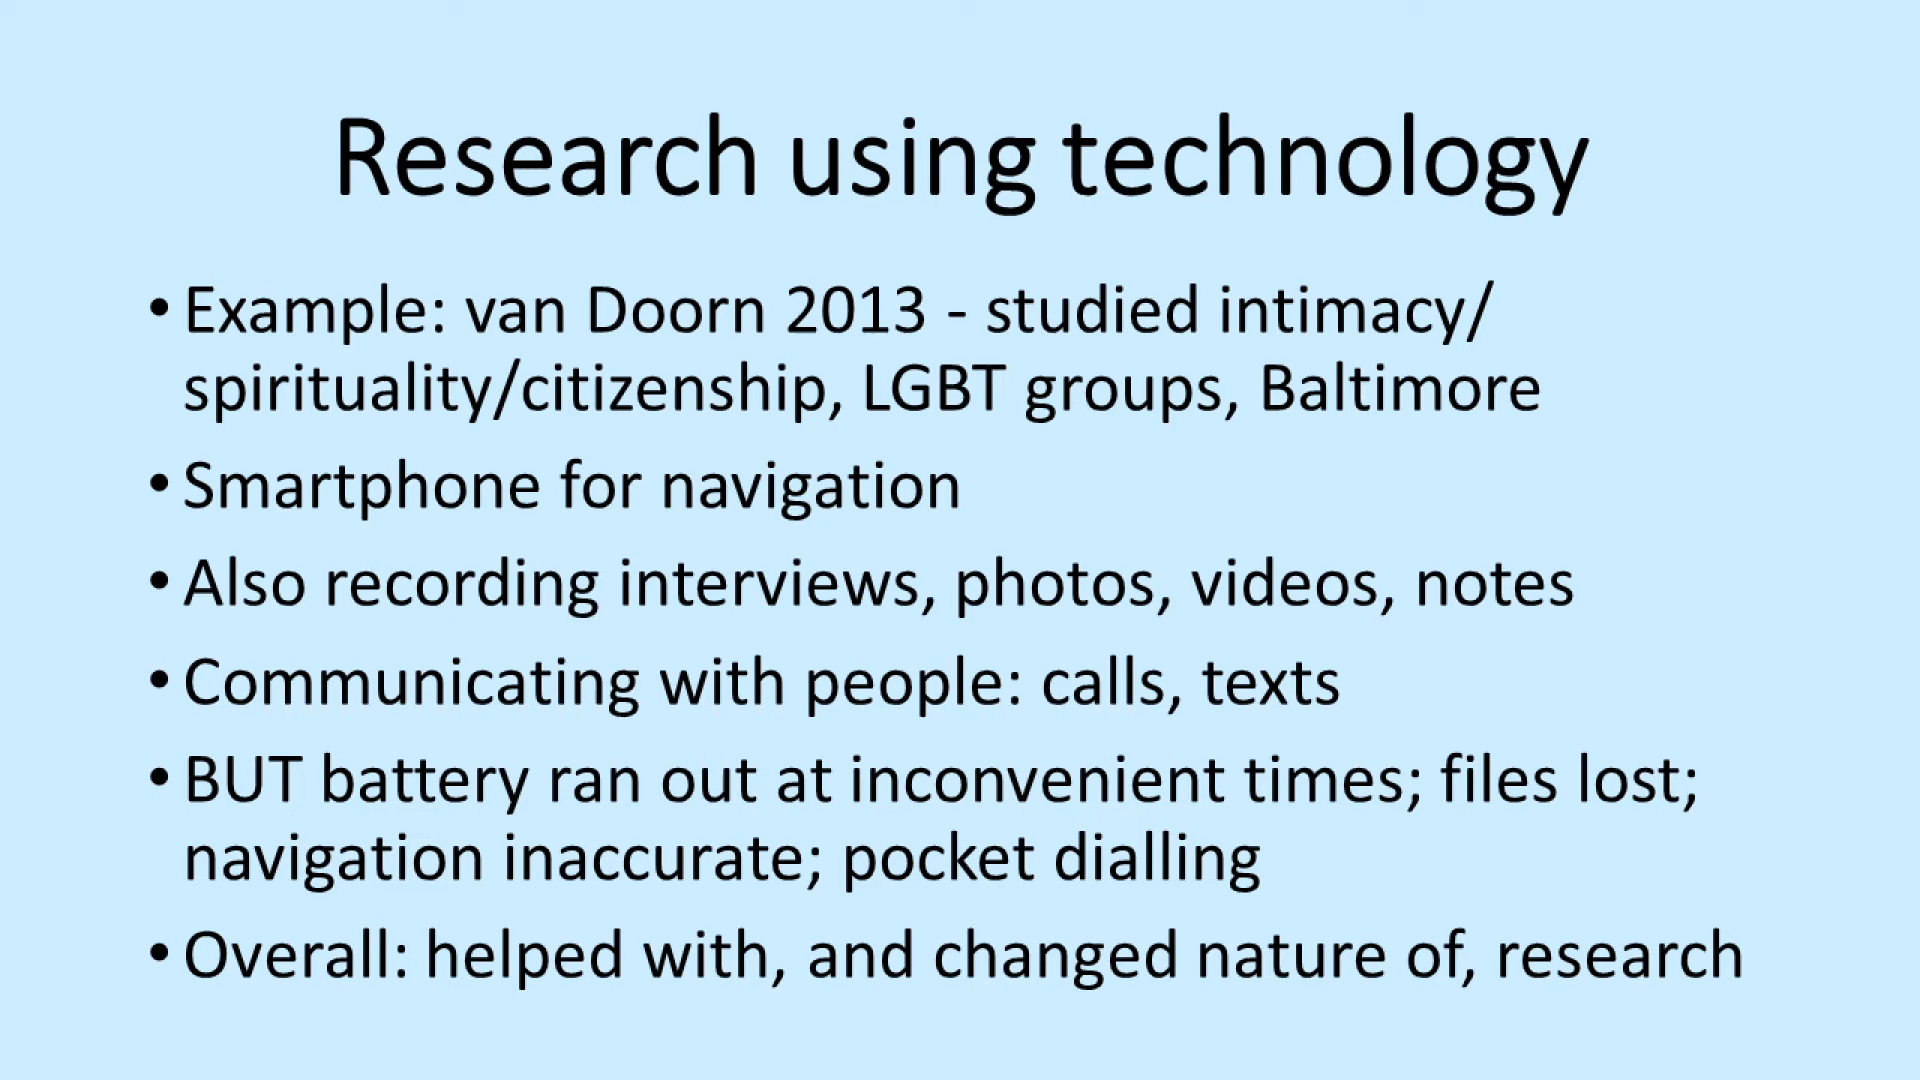 Research using technology
• Example: van Doorn 2013 - studied intimacy/
spirituality/citizenship, LGBT groups, Baltimore
• Smartphone for navigation
• Also recording interviews, photos, videos, notes
• Communicating with people: calls, texts
• BUT battery ran out at inconvenient times; files lost;
navigation inaccurate; pocket dialling
• Overall: helped with, and changed nature of, research